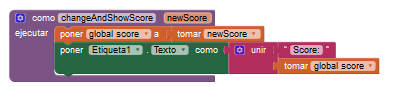 como changeAndShowScore newScore
ejecutar poner global score a tomar newScore
poner Etiqueta1 . Texto como unir " Score: "
tomar global score